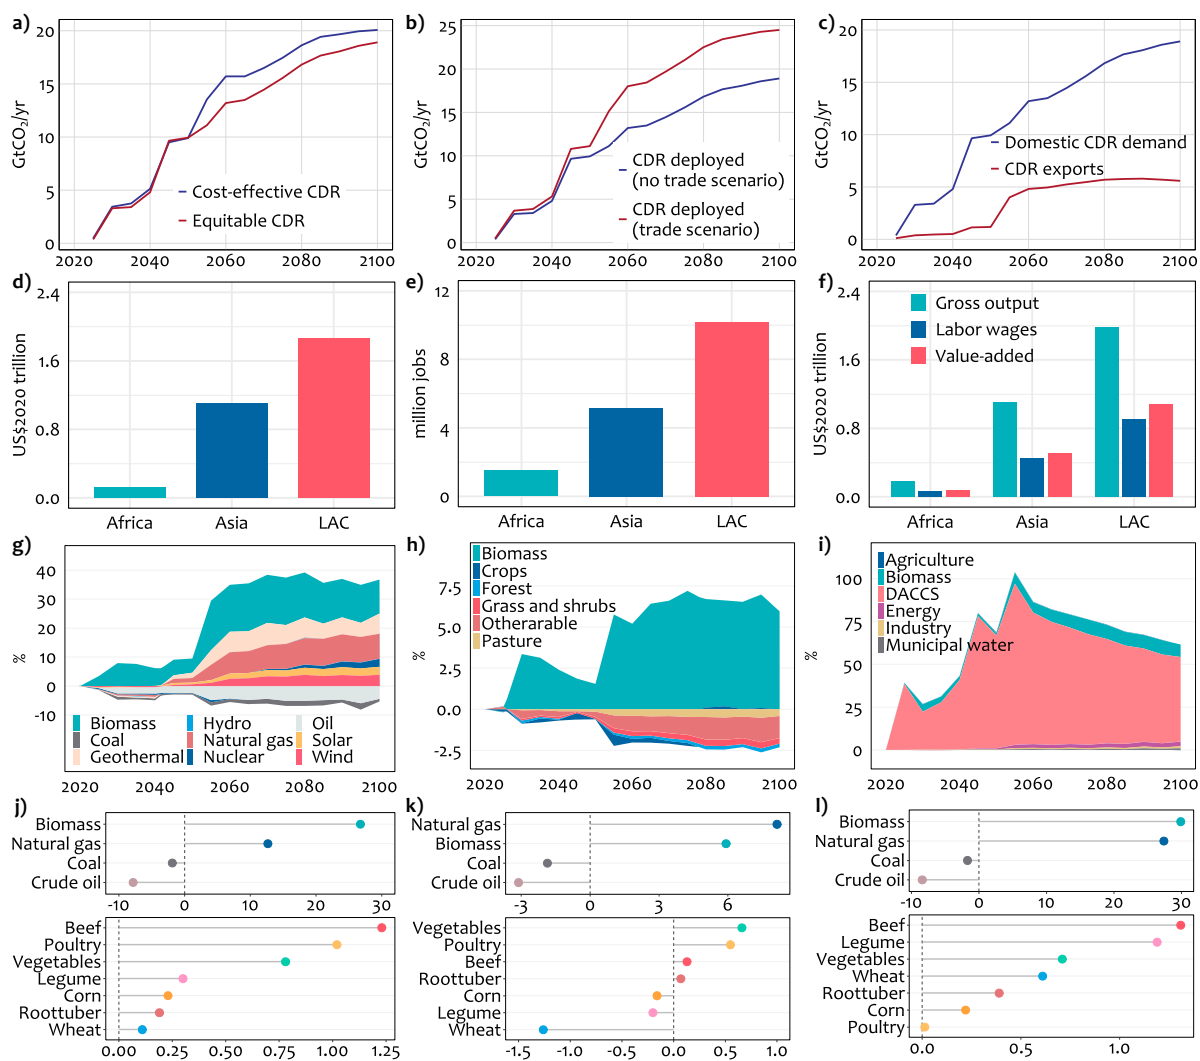 a)
20
15
10
5
0
GtCO₂/yr
Cost-effective CDR
Equitable CDR
2020 2040 2060 2080 2100
b)
25
20
15
10
5
0
GtCO₂/yr
CDR deployed
(no trade scenario)
CDR deployed
(trade scenario)
2020 2040 2060 2080 2100
c)
20
15
10
5
0
GtCO₂/yr
Domestic CDR demand
CDR exports
2020 2040 2060 2080 2100
d)
2.4
1.6
0.8
0.0
US$2020 trillion
Africa Asia LAC
e)
12
8
4
0
million jobs
Africa Asia LAC
f)
2.4
1.6
0.8
0.0
US$2020 trillion
Gross output
Labor wages
Value-added
Africa Asia LAC
g)
40
30
20
10
0
-10
%
Biomass Hydro Oil
Coal Natural gas Solar
Geothermal Nuclear Wind
2020 2040 2060 2080 2100
h)
Biomass
Crops
Forest
Grass and shrubs
Otherarable
Pasture
7.5
5.0
2.5
0.0
-2.5
%
2020 2040 2060 2080 2100
i)
Agriculture
Biomass
DACCS
Energy
Industry
Municipal water
100
75
50
25
0
%
2020 2040 2060 2080 2100
j)
Biomass
Natural gas
Coal
Crude oil
-10 0 10 20 30
Beef
Poultry
Vegetables
Legume
Corn
Roottuber
Wheat
0.00 0.25 0.50 0.75 1.00 1.25
k)
Natural gas
Biomass
Coal
Crude oil
-3 0 3 6
Vegetables
Poultry
Beef
Roottuber
Corn
Legume
Wheat
-1.5 1.0 0.5 0.0 0.5 1.0
l)
Biomass
Natural gas
Coal
Crude oil
-10 0 10 20 30
Beef
Legume
Vegetables
Wheat
Roottuber
Corn
Poultry
0.0 0.5 1.0